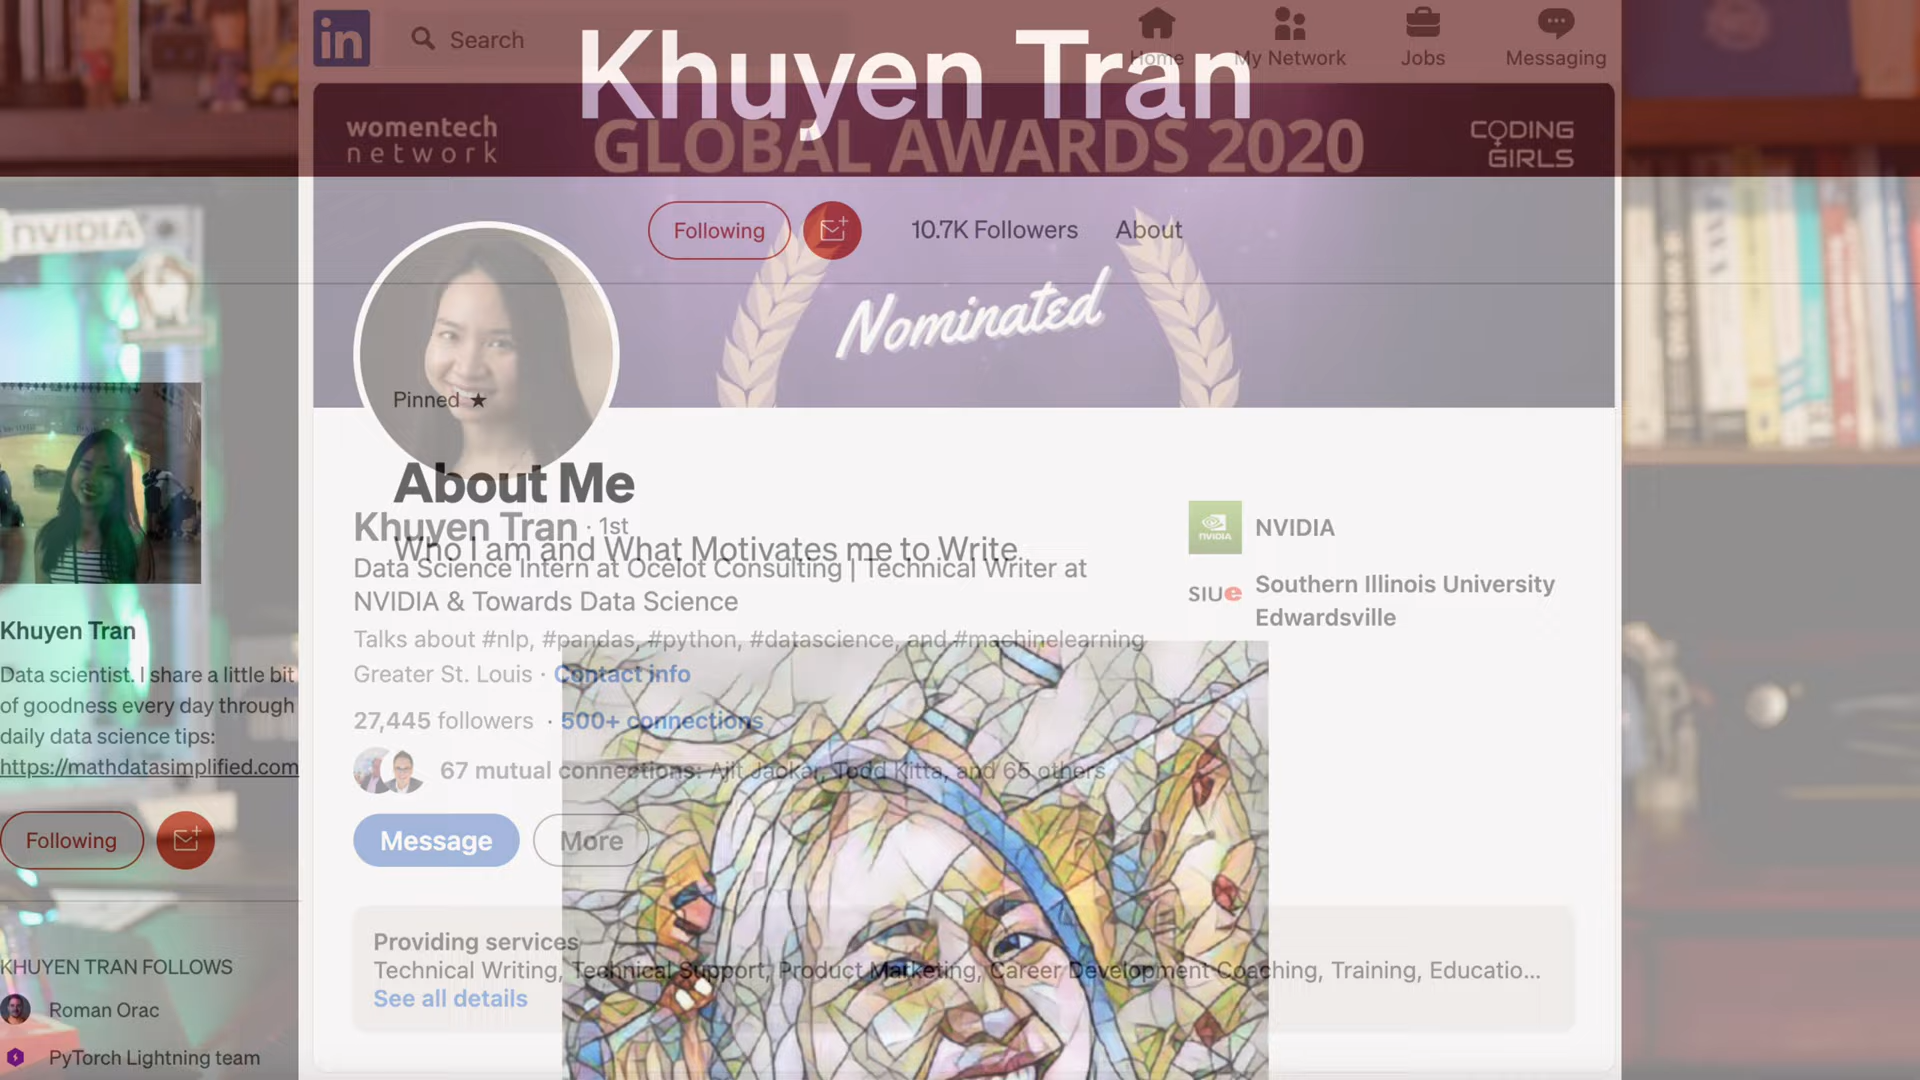 in
Search
Home
My Network
Jobs
Messaging
Khuyen Tran
womentech
network
GLOBAL AWARDS 2020
CODING
GIRLS
NVIDIA
Following
10.7K Followers
About
Nominated
Pinned ★
About Me
Khuyen Tran · 1st
Who I am and What Motivates me to Write
Data Science Intern at Ocelot Consulting | Technical Writer at
NVIDIA & Towards Data Science
Talks about #nlp, #pandas, #python, #datascience, and #machinelearning
Greater St. Louis · Contact info
27,445 followers · 500+ connections
67 mutual connections: Ajit Jaokar, Todd Kitta, and 65 others
Message
More
NVIDIA
NVIDIA
SIUe
Southern Illinois University
Edwardsville
Providing services
Technical Writing, Technical Support, Product Marketing, Career Development Coaching, Training, Educatio...
See all details
Khuyen Tran
Data scientist. I share a little bit
of goodness every day through
daily data science tips:
https://mathdatasimplified.com
Following
KHUYEN TRAN FOLLOWS
Roman Orac
PyTorch Lightning team